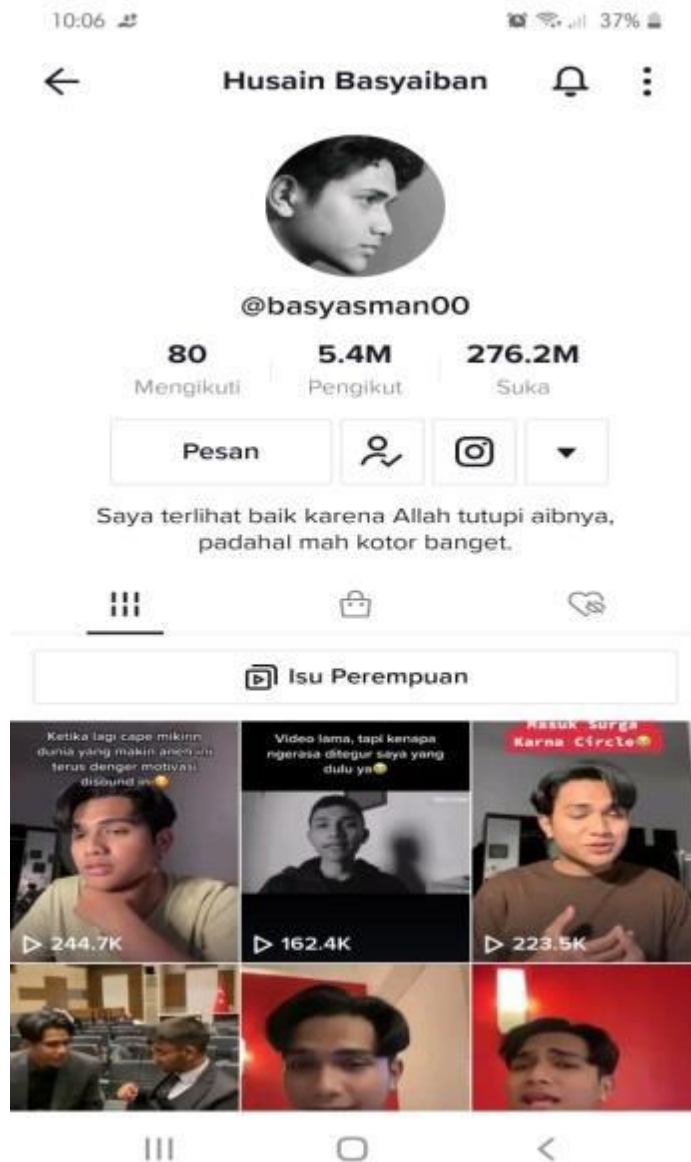 10:06
37%
Husain Basyaiban
@basyasman00
80 5.4M 276.2M
Mengikuti Pengikut Suka
Pesan
Saya terlihat baik karena Allah tutupi aibnya,
padahal mah kotor banget.
Isu Perempuan
Ketika lagi cape mikirin
dunia yang makin aneh ini
terus denger motivasi
disound ini
244.7K
Video lama, tapi kenapa
ngerasa ditegur saya yang
dulu ya
162.4K
Masuk Surga
Karna Circle
223.5K